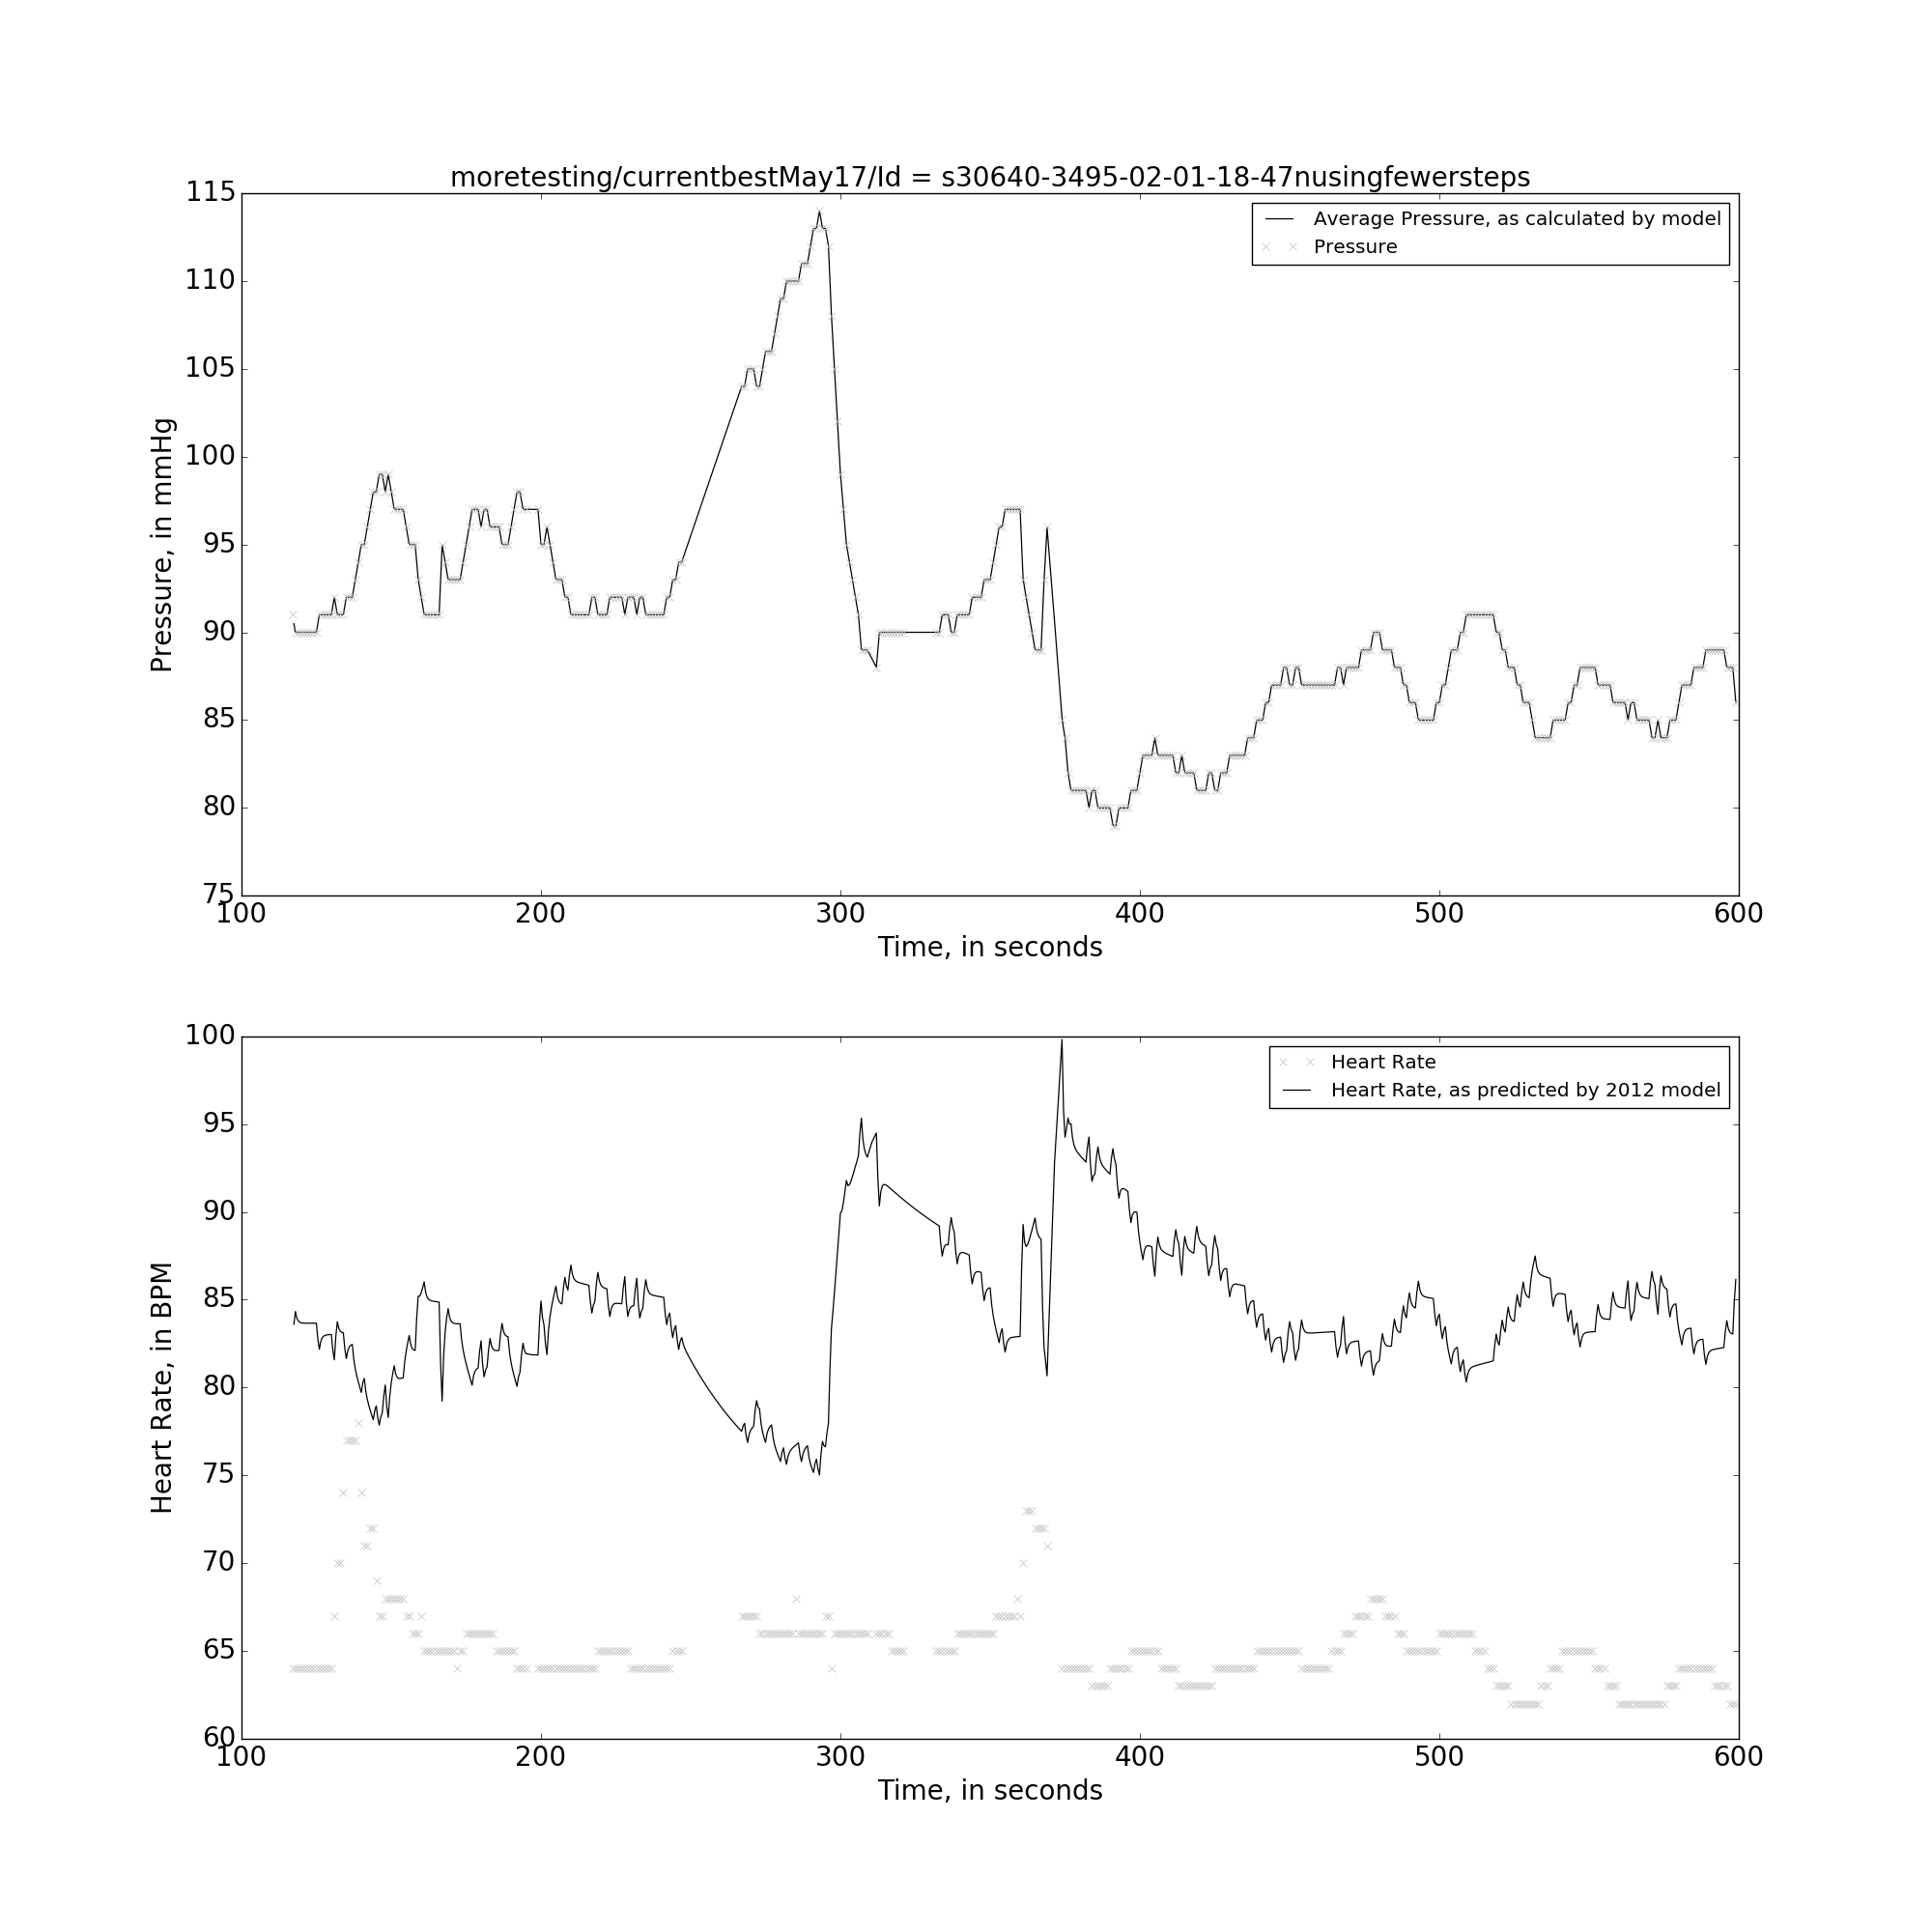 moretesting/currentbestMay17/Id = s30640-3495-02-01-18-47nusingfewersteps
115
110
105
100
95
90
85
80
75
Pressure, in mmHg
Average Pressure, as calculated by model
Pressure
100 200 300 400 500 600
Time, in seconds
100
95
90
85
80
75
70
65
60
Heart Rate, in BPM
Heart Rate
Heart Rate, as predicted by 2012 model
100 200 300 400 500 600
Time, in seconds